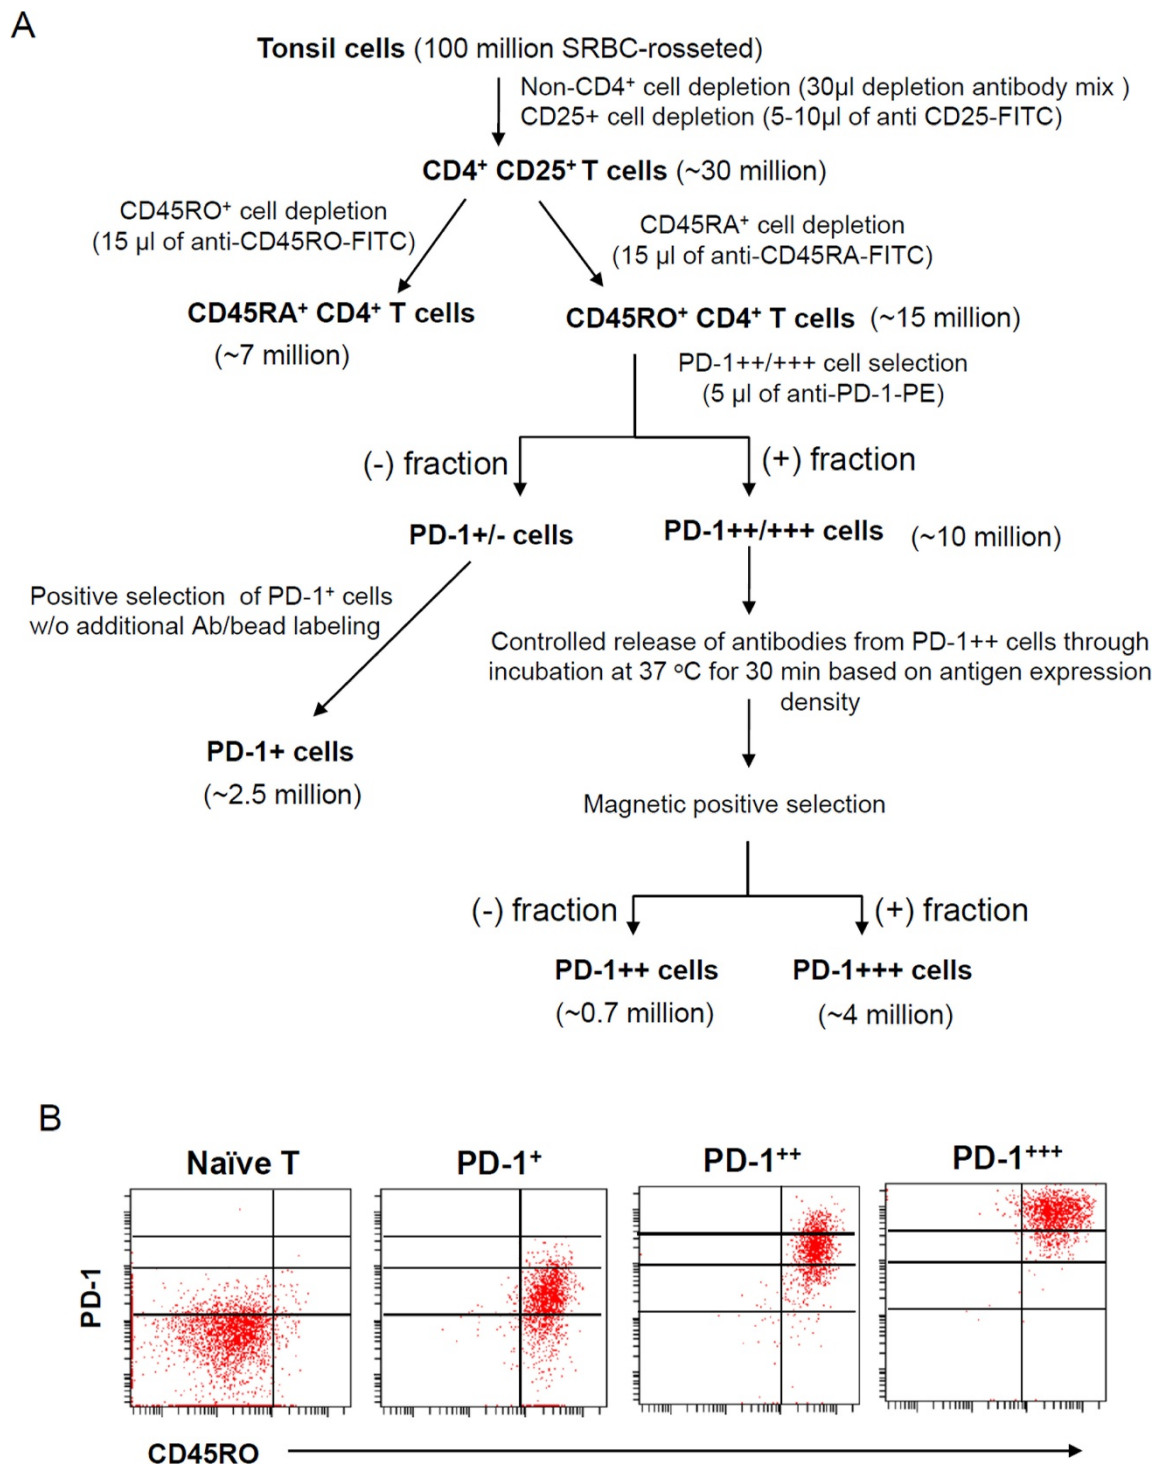 A
Tonsil cells (100 million SRBC-rosseted)
Non-CD4⁺ cell depletion (30µl depletion antibody mix )
CD25+ cell depletion (5-10µl of anti CD25-FITC)
CD4⁺ CD25⁺ T cells (~30 million)
CD45RO⁺ cell depletion
(15 µl of anti-CD45RO-FITC)
CD45RA⁺ cell depletion
(15 µl of anti-CD45RA-FITC)
CD45RA⁺ CD4⁺ T cells
(~7 million)
CD45RO⁺ CD4⁺ T cells (~15 million)
PD-1++/+++ cell selection
(5 µl of anti-PD-1-PE)
(-) fraction
(+) fraction
PD-1+/- cells
PD-1++/+++ cells (~10 million)
Positive selection of PD-1⁺ cells
w/o additional Ab/bead labeling
Controlled release of antibodies from PD-1++ cells through
incubation at 37 ºC for 30 min based on antigen expression
density
PD-1+ cells
(~2.5 million)
Magnetic positive selection
(-) fraction
(+) fraction
PD-1++ cells
(~0.7 million)
PD-1+++ cells
(~4 million)
B
Naïve T
PD-1⁺
PD-1⁺⁺
PD-1⁺⁺⁺
PD-1
CD45RO